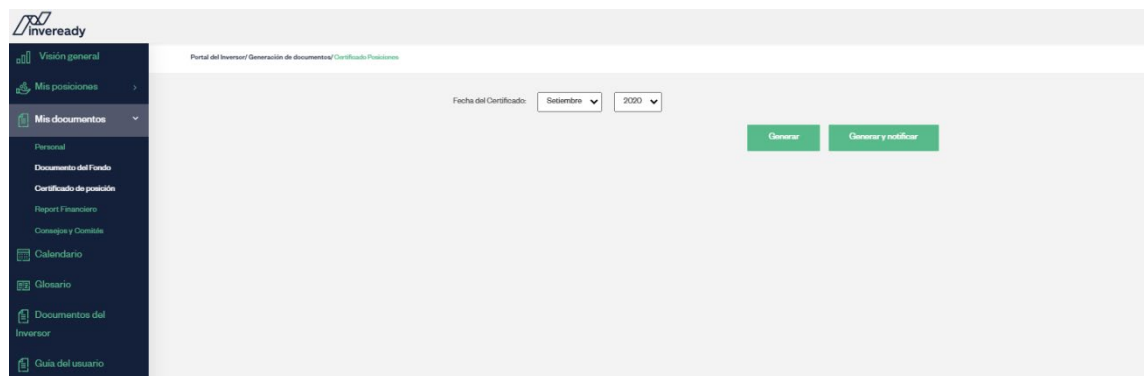 inveready
Visión general
Portal del Inversor/ Generación de documentos/ Certificado Posiciones
Mis posiciones
Fecha del Certificado: Setiembre 2020
Mis documentos
Generar Generar y notificar
Personal
Documento del Fondo
Certificado de posición
Report Financiero
Consejos y Comités
Calendario
Glosario
Documentos del
Inversor
Guia del usuario